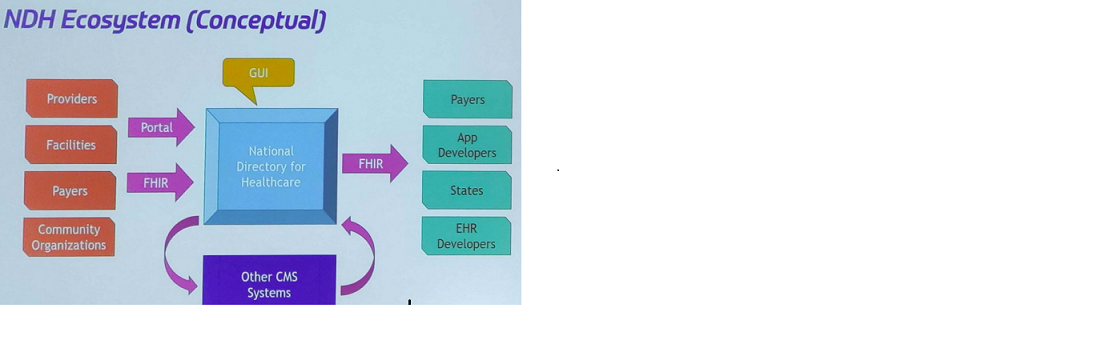 NDH Ecosystem (Conceptual)
GUI
Providers
Facilities
Payers
Community
Organizations
Portal
FHIR
National
Directory for
Healthcare
FHIR
Payers
App
Developers
States
EHR
Developers
Other CMS
Systems